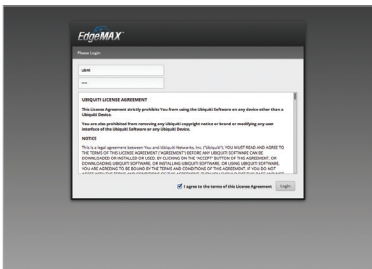 EdgeMAX
Please Login
ubnt
UBIQUITI LICENSE AGREEMENT
This License Agreement strictly prohibits You from using the Ubiquiti Software on any device other than a
Ubiquiti Device.
You are also prohibited from removing any Ubiquiti copyright notice or brand or modifying any user
interface of the Ubiquiti Software or any Ubiquiti Device.
NOTICE
This is a legal agreement between You and Ubiquiti Networks, Inc. ("Ubiquiti"). YOU MUST READ AND AGREE TO
THE TERMS OF THIS LICENSE AGREEMENT ("AGREEMENT") BEFORE ANY UBIQUITI SOFTWARE CAN BE
DOWNLOADED OR INSTALLED OR USED. BY CLICKING ON THE "ACCEPT" BUTTON OF THIS AGREEMENT, OR
DOWNLOADING UBIQUITI SOFTWARE, OR INSTALLING UBIQUITI SOFTWARE, OR USING UBIQUITI SOFTWARE,
YOU ARE AGREEING TO BE BOUND BY THE TERMS AND CONDITIONS OF THIS AGREEMENT. IF YOU DO NOT
I agree to the terms of this License Agreement
Login